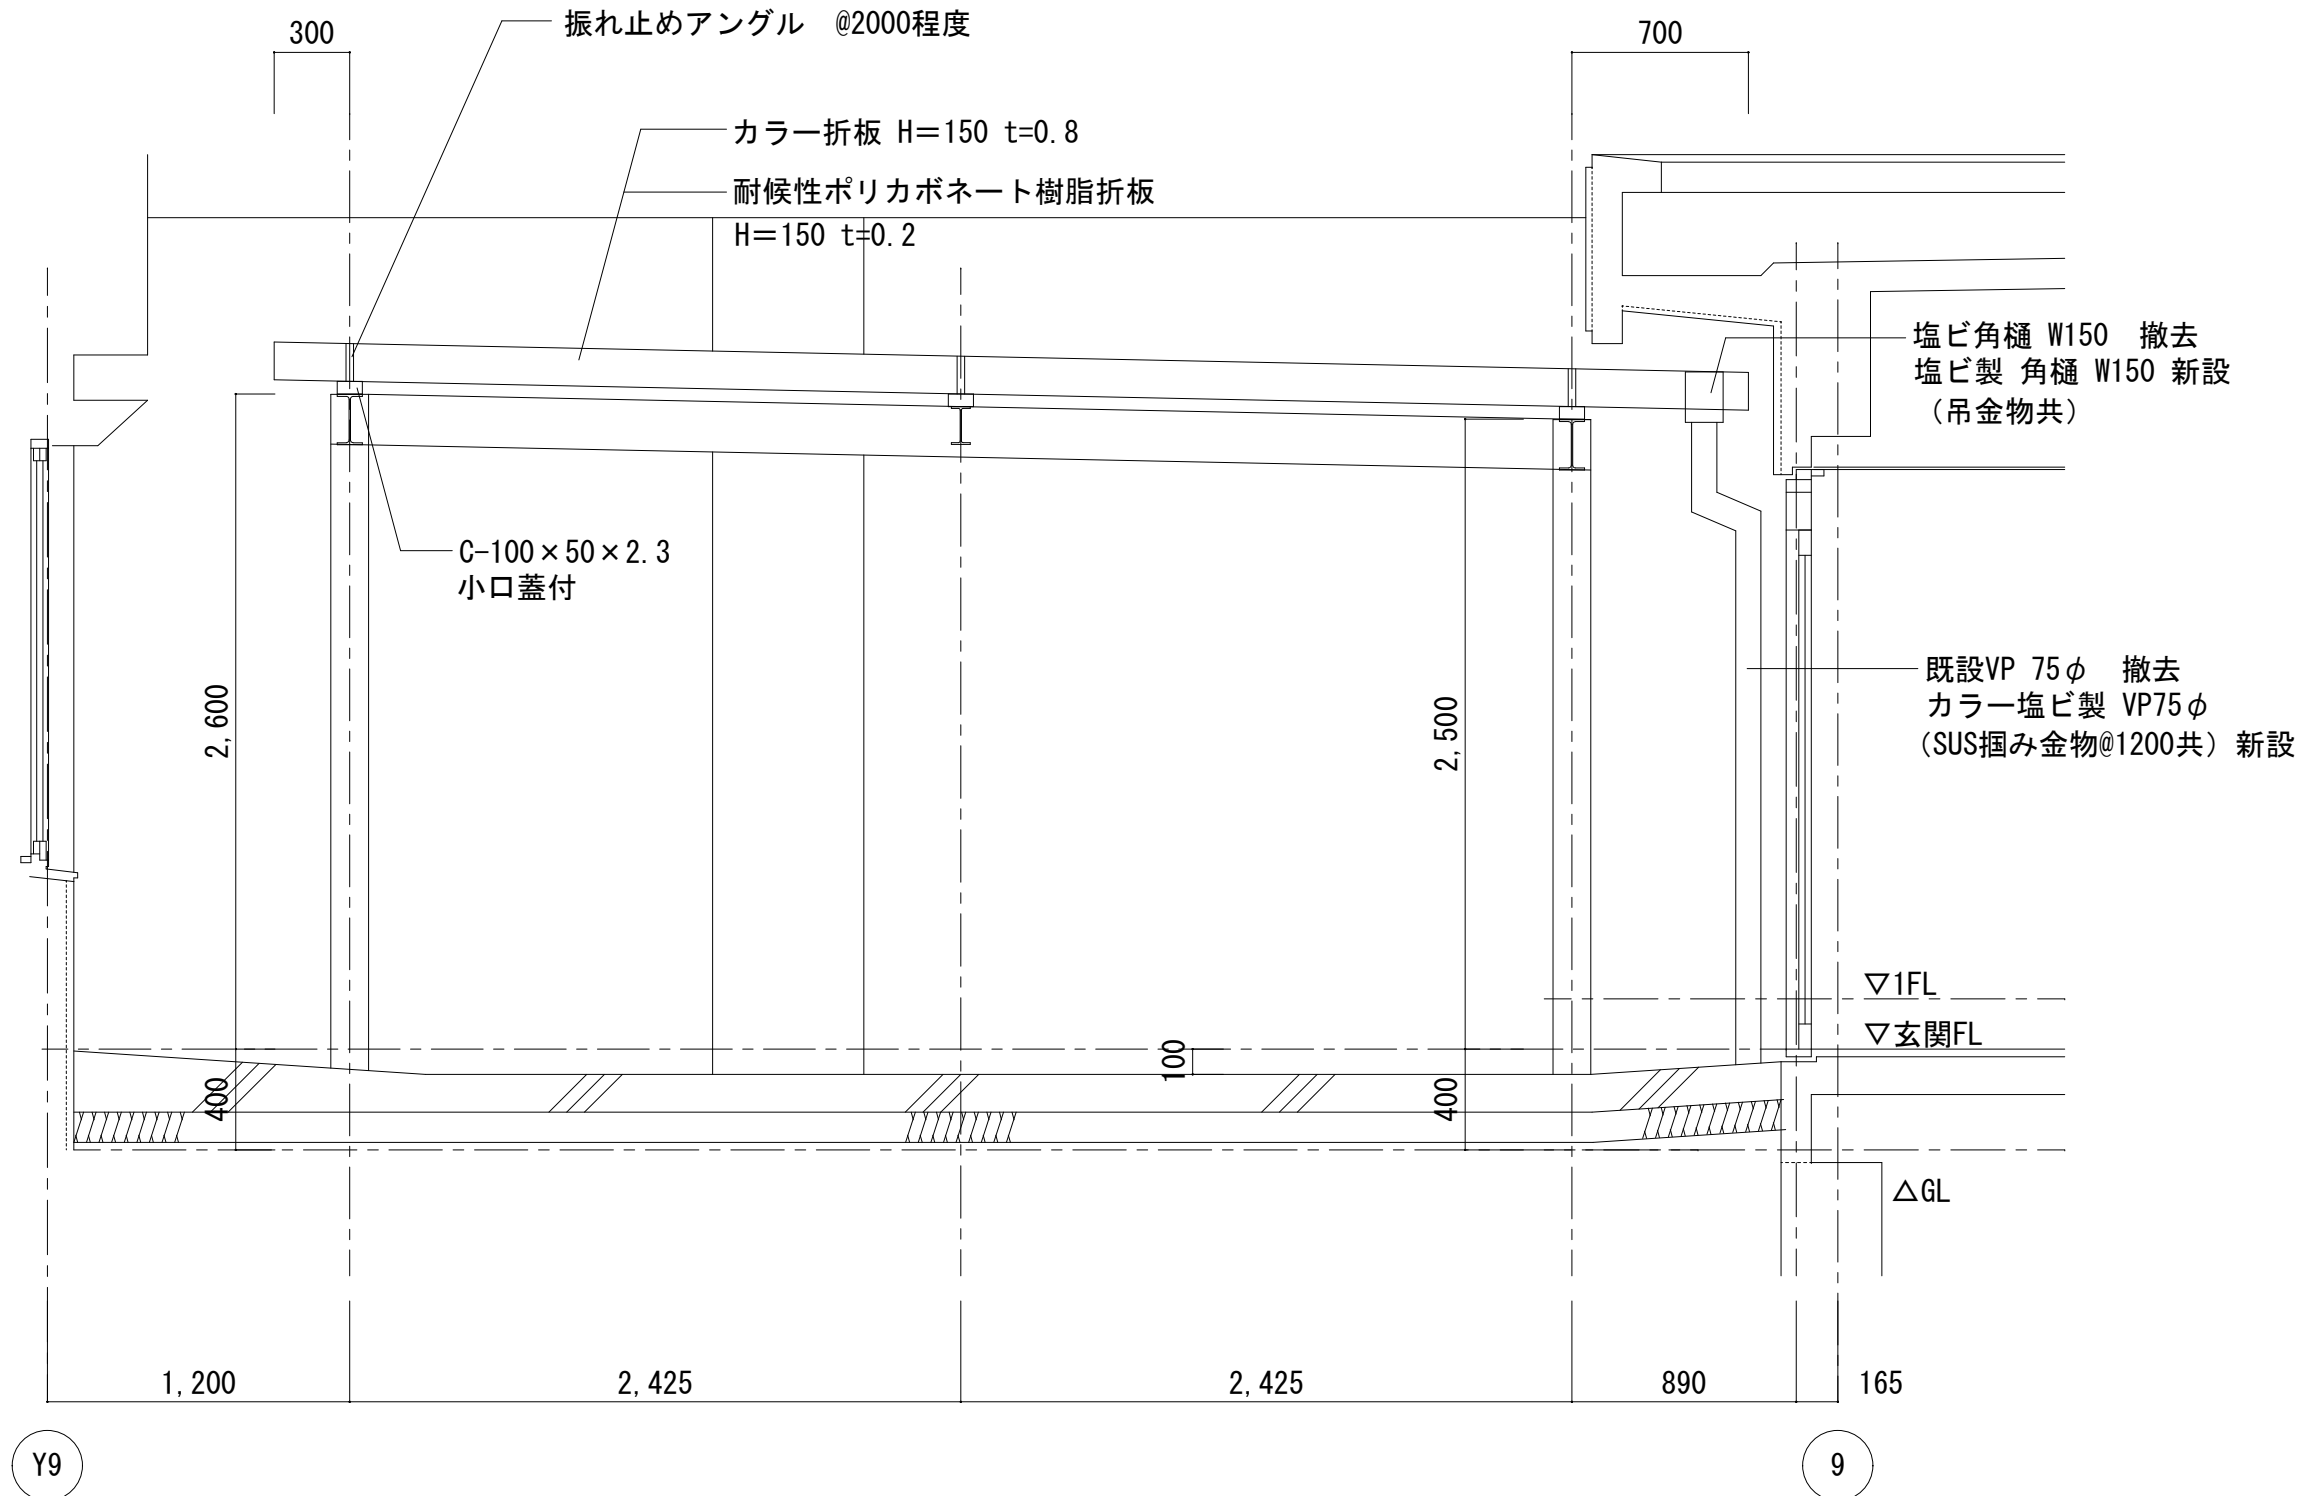 振れ止めアングル　@2000程度
300
700
カラー折板 H=150 t=0.8
耐候性ポリカボネート樹脂折板
H=150 t=0.2
塩ビ角樋 W150　撤去
塩ビ製 角樋 W150 新設
（吊金物共）
C-100×50×2.3
小口蓋付
既設VP 75φ　撤去
カラー塩ビ製 VP75φ
（SUS掴み金物@1200共）新設
2,600
2,500
▽1FL
▽玄関FL
100
400
400
△GL
1,200
2,425
2,425
890
165
Y9
9